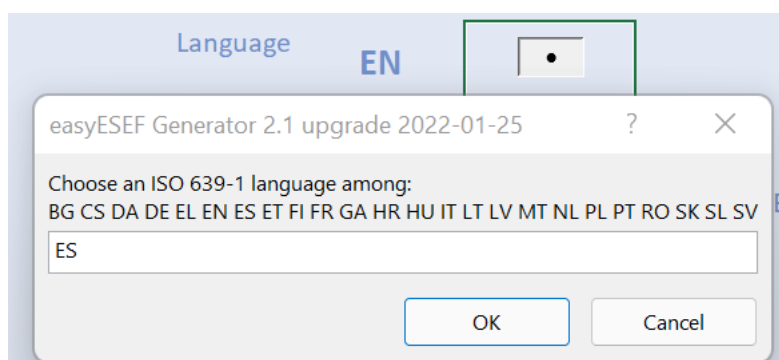 Language
EN
easyESEF Generator 2.1 upgrade 2022-01-25
Choose an ISO 639-1 language among:
BG CS DA DE EL EN ES ET FI FR GA HR HU IT LT LV MT NL PL PT RO SK SL SV
ES
OK
Cancel